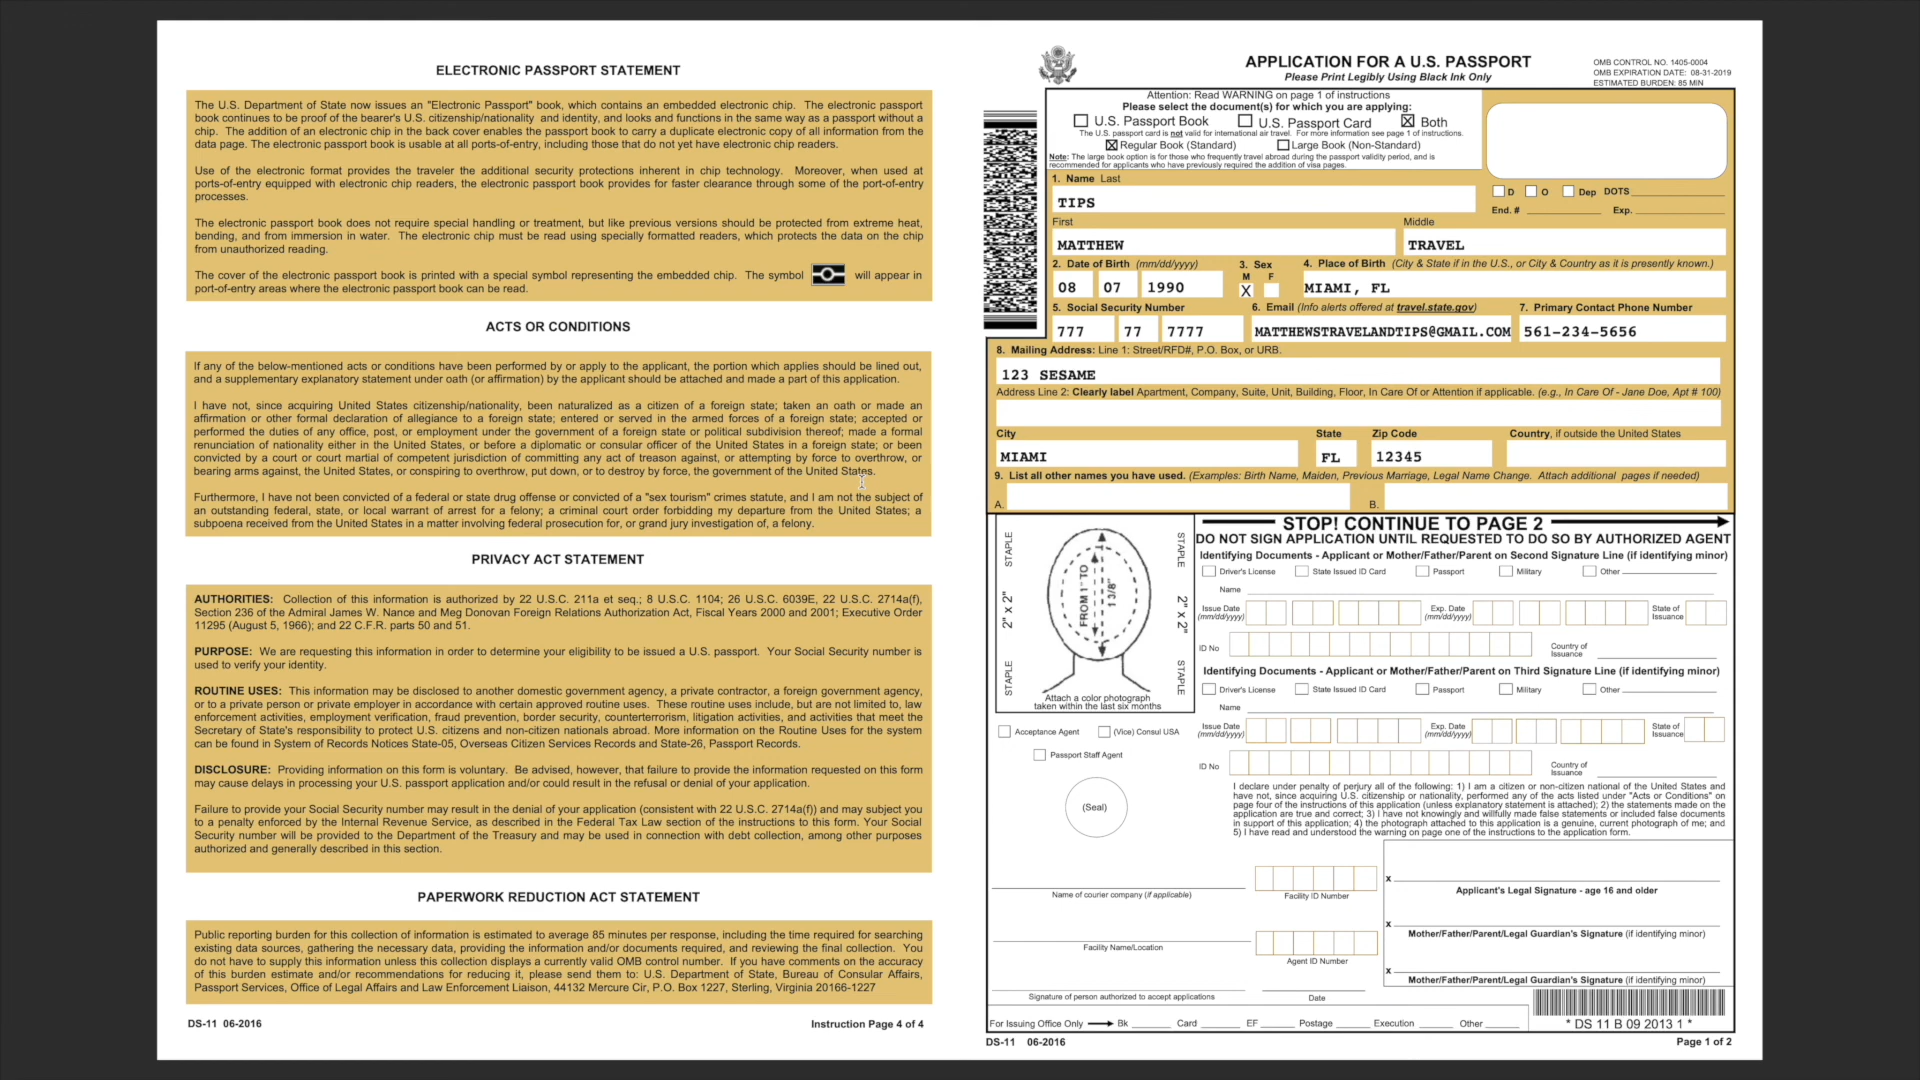 ELECTRONIC PASSPORT STATEMENT
The U.S. Department of State now issues an "Electronic Passport" book, which contains an embedded electronic chip. The electronic passport
book continues to be proof of the bearer's U.S. citizenship/nationality and identity, and looks and functions in the same way as a passport without a
chip. The addition of an electronic chip in the back cover enables the passport book to carry a duplicate electronic copy of all information from the
data page. The electronic passport book is usable at all ports-of-entry, including those that do not yet have electronic chip readers.
Use of the electronic format provides the traveler the additional security protections inherent in chip technology. Moreover, when used at
ports-of-entry equipped with electronic chip readers, the electronic passport book provides for faster clearance through some of the port-of-entry
processes.
The electronic passport book does not require special handling or treatment, but like previous versions should be protected from extreme heat,
bending, and from immersion in water. The electronic chip must be read using specially formatted readers, which protects the data on the chip
from unauthorized reading.
The cover of the electronic passport book is printed with a special symbol representing the embedded chip. The symbol will appear in
port-of-entry areas where the electronic passport book can be read.
ACTS OR CONDITIONS
If any of the below-mentioned acts or conditions have been performed by or apply to the applicant, the portion which applies should be lined out,
and a supplementary explanatory statement under oath (or affirmation) by the applicant should be attached and made a part of this application.
I have not, since acquiring United States citizenship/nationality, been naturalized as a citizen of a foreign state; taken an oath or made an
affirmation or other formal declaration of allegiance to a foreign state; entered or served in the armed forces of a foreign state; accepted or
performed the duties of any office, post, or employment under the government of a foreign state or political subdivision thereof; made a formal
renunciation of nationality either in the United States, or before a diplomatic or consular officer of the United States in a foreign state; or been
convicted by a court or court martial of competent jurisdiction of committing any act of treason against, or attempting by force to overthrow, or
bearing arms against, the United States, or conspiring to overthrow, put down, or to destroy by force, the government of the United States.
Furthermore, I have not been convicted of a federal or state drug offense or convicted of a "sex tourism" crimes statute, and I am not the subject of
an outstanding federal, state, or local warrant of arrest for a felony; a criminal court order forbidding my departure from the United States; a
subpoena received from the United States in a matter involving federal prosecution for, or grand jury investigation of, a felony.
PRIVACY ACT STATEMENT
AUTHORITIES: Collection of this information is authorized by 22 U.S.C. 211a et seq.; 8 U.S.C. 1104; 26 U.S.C. 6039E, 22 U.S.C. 2714a(f),
Section 236 of the Admiral James W. Nance and Meg Donovan Foreign Relations Authorization Act, Fiscal Years 2000 and 2001; Executive Order
11295 (August 5, 1966); and 22 C.F.R. parts 50 and 51.
PURPOSE: We are requesting this information in order to determine your eligibility to be issued a U.S. passport. Your Social Security number is
used to verify your identity.
ROUTINE USES: This information may be disclosed to another domestic government agency, a private contractor, a foreign government agency,
or to a private person or private employer in accordance with certain approved routine uses. These routine uses include, but are not limited to, law
enforcement activities, employment verification, fraud prevention, border security, counterterrorism, litigation activities, and activities that meet the
Secretary of State's responsibility to protect U.S. citizens and non-citizen nationals abroad. More information on the Routine Uses for the system
can be found in System of Records Notices State-05, Overseas Citizen Services Records and State-26, Passport Records.
DISCLOSURE: Providing information on this form is voluntary. Be advised, however, that failure to provide the information requested on this form
may cause delays in processing your U.S. passport application and/or could result in the refusal or denial of your application.
Failure to provide your Social Security number may result in the denial of your application (consistent with 22 U.S.C. 2714a(f)) and may subject you
to a penalty enforced by the Internal Revenue Service, as described in the Federal Tax Law section of the instructions to this form. Your Social
Security number will be provided to the Department of the Treasury and may be used in connection with debt collection, among other purposes
authorized and generally described in this section.
PAPERWORK REDUCTION ACT STATEMENT
Public reporting burden for this collection of information is estimated to average 85 minutes per response, including the time required for searching
existing data sources, gathering the necessary data, providing the information and/or documents required, and reviewing the final collection. You
do not have to supply this information unless this collection displays a currently valid OMB control number. If you have comments on the accuracy
of this burden estimate and/or recommendations for reducing it, please send them to: U.S. Department of State, Bureau of Consular Affairs,
Passport Services, Office of Legal Affairs and Law Enforcement Liaison, 44132 Mercure Cir, P.O. Box 1227, Sterling, Virginia 20166-1227
DS-11 06-2016 Instruction Page 4 of 4
APPLICATION FOR A U.S. PASSPORT
Please Print Legibly Using Black Ink Only
OMB CONTROL NO. 1405-0004
OMB EXPIRATION DATE: 08-31-2019
ESTIMATED BURDEN: 85 MIN
Attention: Read WARNING on page 1 of instructions
Please select the document(s) for which you are applying:
U.S. Passport Book U.S. Passport Card X Both
The U.S. passport card is not valid for international air travel. For more information see page 1 of instructions.
X Regular Book (Standard) Large Book (Non-Standard)
Note: The large book option is for those who frequently travel abroad during the passport validity period, and is
recommended for applicants who have previously required the addition of visa pages.
D O Dep DOTS
End. # Exp.
1. Name Last
TIPS
First Middle
MATTHEW TRAVEL
2. Date of Birth (mm/dd/yyyy) 3. Sex 4. Place of Birth (City & State if in the U.S., or City & Country as it is presently known.)
M F
08 07 1990 X MIAMI, FL
5. Social Security Number 6. Email (Info alerts offered at travel.state.gov) 7. Primary Contact Phone Number
777 77 7777 MATTHEWSTRAVELANDTIPS@GMAIL.COM 561-234-5656
8. Mailing Address: Line 1: Street/RFD#, P.O. Box, or URB.
123 SESAME
Address Line 2: Clearly label Apartment, Company, Suite, Unit, Building, Floor, In Care Of or Attention if applicable. (e.g., In Care Of - Jane Doe, Apt # 100)
City State Zip Code Country, if outside the United States
MIAMI FL 12345
9. List all other names you have used. (Examples: Birth Name, Maiden, Previous Marriage, Legal Name Change. Attach additional pages if needed)
A. B.
STAPLE STAPLE
2" x 2" 2" x 2"
STAPLE STAPLE
FROM 1" TO
1 3/8"
Attach a color photograph
taken within the last six months
STOP! CONTINUE TO PAGE 2
DO NOT SIGN APPLICATION UNTIL REQUESTED TO DO SO BY AUTHORIZED AGENT
Identifying Documents - Applicant or Mother/Father/Parent on Second Signature Line (if identifying minor)
Driver's License State Issued ID Card Passport Military Other
Name
Issue Date (mm/dd/yyyy) Exp. Date (mm/dd/yyyy) State of Issuance
ID No Country of Issuance
Identifying Documents - Applicant or Mother/Father/Parent on Third Signature Line (if identifying minor)
Driver's License State Issued ID Card Passport Military Other
Name
Issue Date (mm/dd/yyyy) Exp. Date (mm/dd/yyyy) State of Issuance
ID No Country of Issuance
Acceptance Agent (Vice) Consul USA
Passport Staff Agent
(Seal)
I declare under penalty of perjury all of the following: 1) I am a citizen or non-citizen national of the United States and
have not, since acquiring U.S. citizenship or nationality, performed any of the acts listed under "Acts or Conditions" on
page four of the instructions of this application (unless explanatory statement is attached); 2) the statements made on the
application are true and correct; 3) I have not knowingly and willfully made false statements or included false documents
in support of this application; 4) the photograph attached to this application is a genuine, current photograph of me; and
5) I have read and understood the warning on page one of the instructions to the application form.
x
Name of courier company (if applicable) Facility ID Number Applicant's Legal Signature - age 16 and older
x
Facility Name/Location Mother/Father/Parent/Legal Guardian's Signature (if identifying minor)
Agent ID Number
x
Mother/Father/Parent/Legal Guardian's Signature (if identifying minor)
Signature of person authorized to accept applications Date
For Issuing Office Only Bk Card EF Postage Execution Other
* DS 11 B 09 2013 1 *
DS-11 06-2016 Page 1 of 2